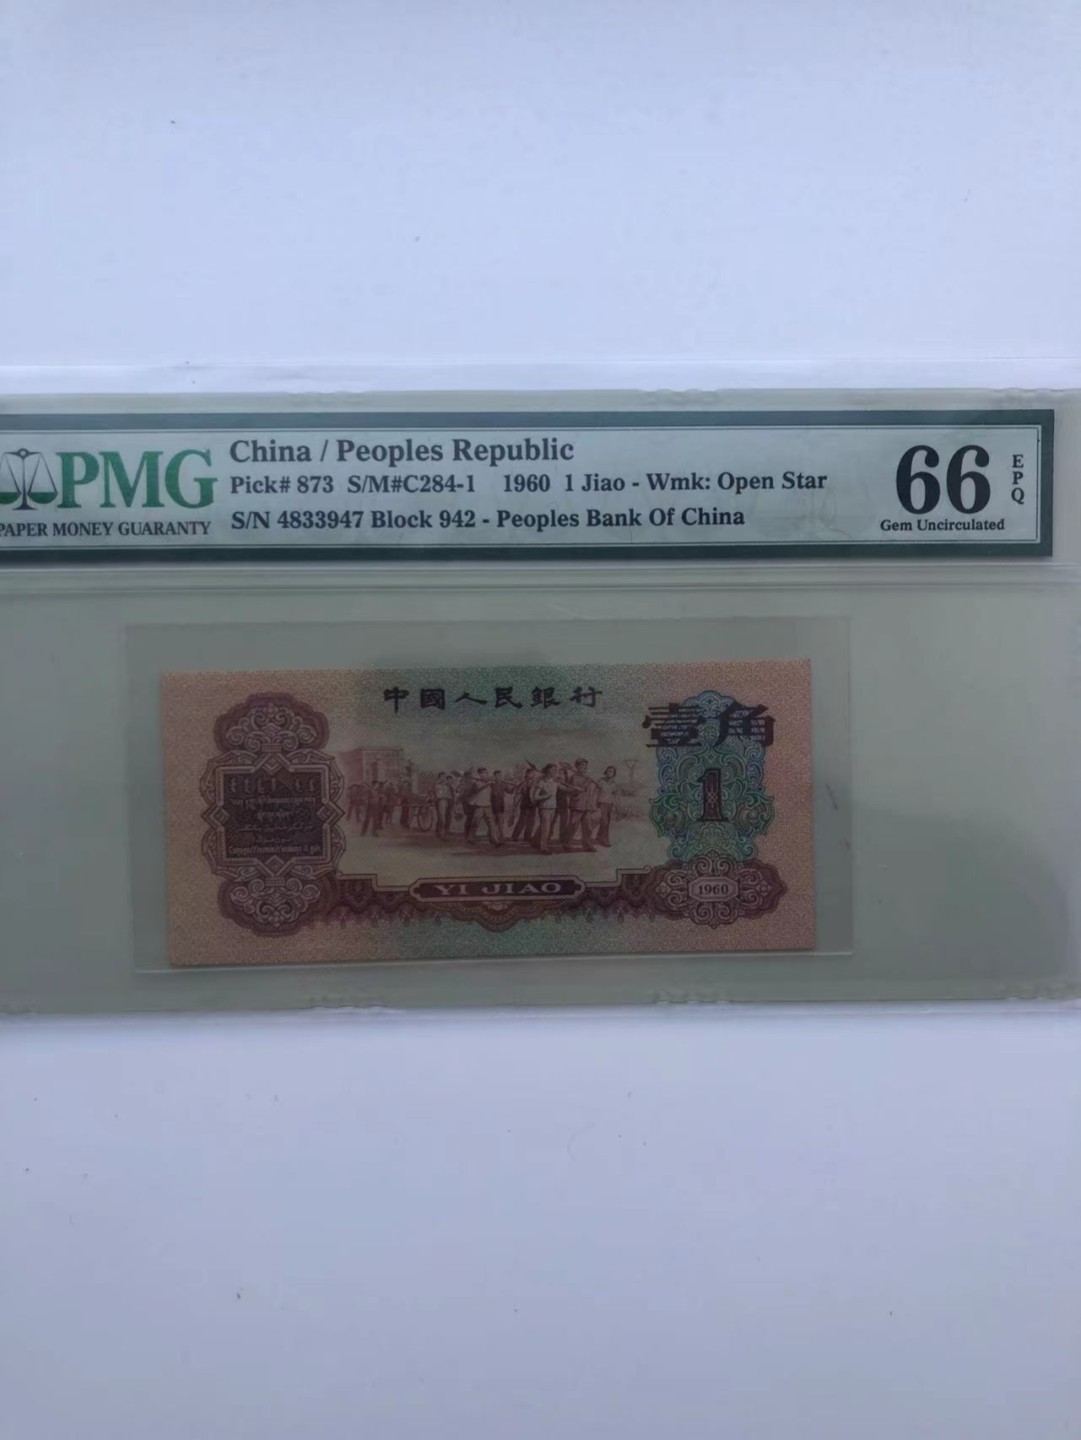 PMG
PAPER MONEY GUARANTY
China / Peoples Republic
Pick# 873 S/M#C284-1 1960 1 Jiao - Wmk: Open Star
S/N 4833947 Block 942 - Peoples Bank Of China
66
EPQ
Gem Uncirculated
中國人民銀行
壹角
1
YI JIAO
1960